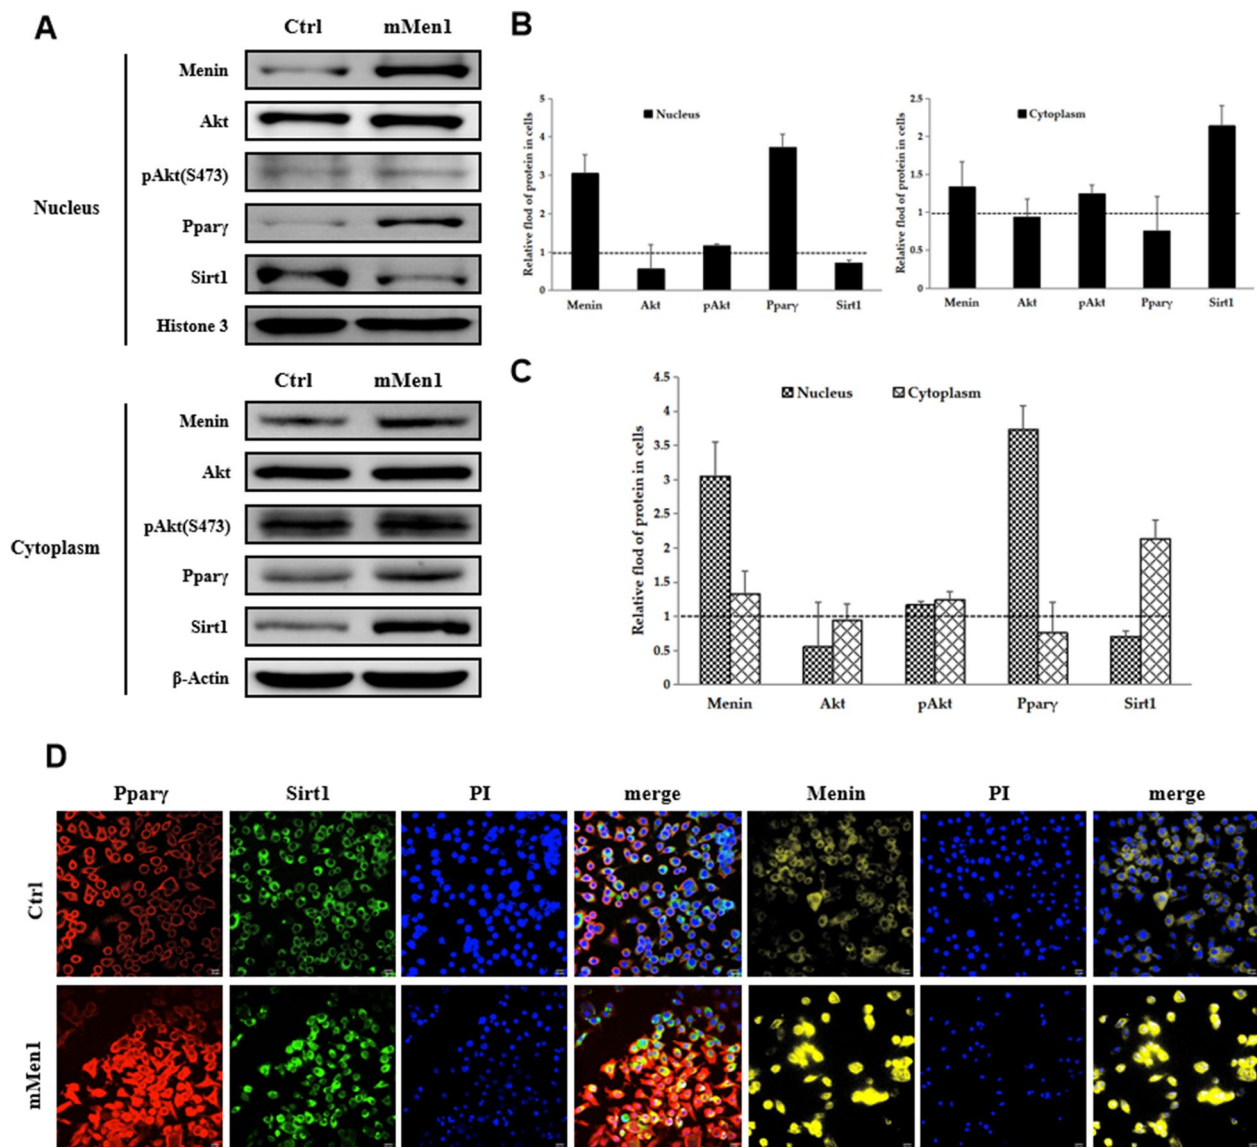 A
Ctrl mMen1
Nucleus
Menin
Akt
pAkt(S473)
Pparγ
Sirt1
Histone 3
Ctrl mMen1
Cytoplasm
Menin
Akt
pAkt(S473)
Pparγ
Sirt1
β-Actin
B
Relative flod of protein in cells
5
4
3
2
1
0
Nucleus
Menin Akt pAkt Pparγ Sirt1
Relative flod of protein in cells
2.5
2
1.5
1
0.5
0
Cytoplasm
Menin Akt pAkt Pparγ Sirt1
C
Relative flod of protein in cells
4.5
4
3.5
3
2.5
2
1.5
1
0.5
0
Nucleus Cytoplasm
Menin Akt pAkt Pparγ Sirt1
D
Pparγ Sirt1 PI merge Menin PI merge
Ctrl
mMen1